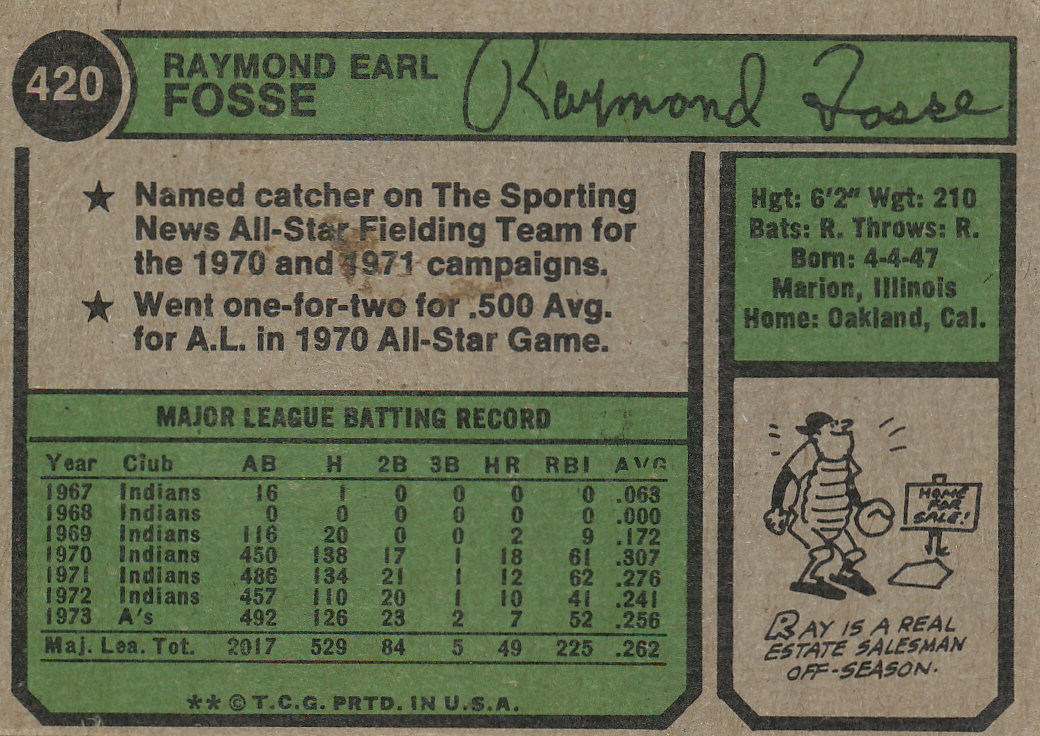 420
RAYMOND EARL
FOSSE
Raymond Fosse
★ Named catcher on The Sporting
News All-Star Fielding Team for
the 1970 and 1971 campaigns.
★ Went one-for-two for .500 Avg.
for A.L. in 1970 All-Star Game.
Hgt: 6'2" Wgt: 210
Bats: R. Throws: R.
Born: 4-4-47
Marion, Illinois
Home: Oakland, Cal.
MAJOR LEAGUE BATTING RECORD
Year Club AB H 2B 3B HR RBI AVG
1967 Indians 16 1 0 0 0 0 .063
1968 Indians 0 0 0 0 0 0 .000
1969 Indians 116 20 0 0 2 9 .172
1970 Indians 450 138 17 1 18 61 .307
1971 Indians 486 134 21 1 12 62 .276
1972 Indians 457 110 20 1 10 41 .241
1973 A's 492 126 23 2 7 52 .256
Maj. Lea. Tot. 2017 529 84 5 49 225 .262
** © T.C.G. PRTD. IN U.S.A.
HOME
FOR
SALE!
RAY IS A REAL
ESTATE SALESMAN
OFF-SEASON.